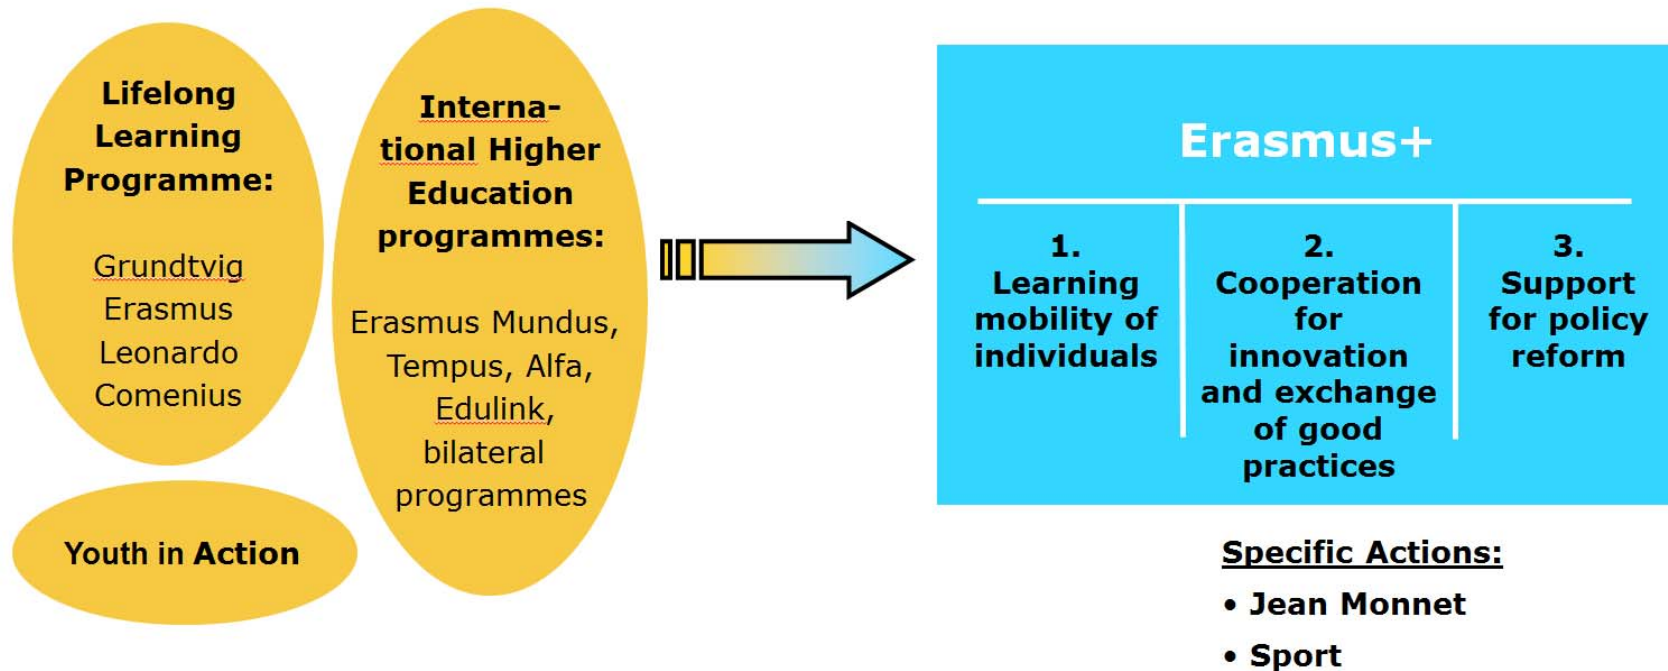 Lifelong
Learning
Programme:
Grundtvig
Erasmus
Leonardo
Comenius
Interna-
tional Higher
Education
programmes:
Erasmus Mundus,
Tempus, Alfa,
Edulink,
bilateral
programmes
Youth in Action
Erasmus+
1.
Learning
mobility of
individuals
2.
Cooperation
for
innovation
and exchange
of good
practices
3.
Support
for policy
reform
Specific Actions:
• Jean Monnet
• Sport